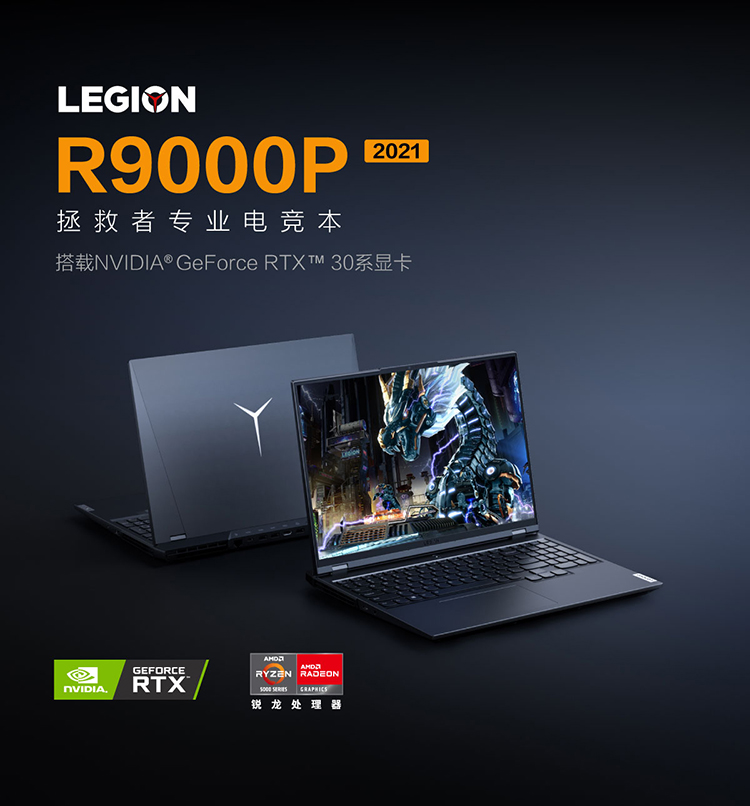 LEGION
R9000P 2021
拯救者专业电竞本
搭载NVIDIA® GeForce RTX™ 30系显卡
LEGION
NVIDIA. GEFORCE RTX™
AMD RYZEN 5000 SERIES
AMD RADEON GRAPHICS
锐龙处理器